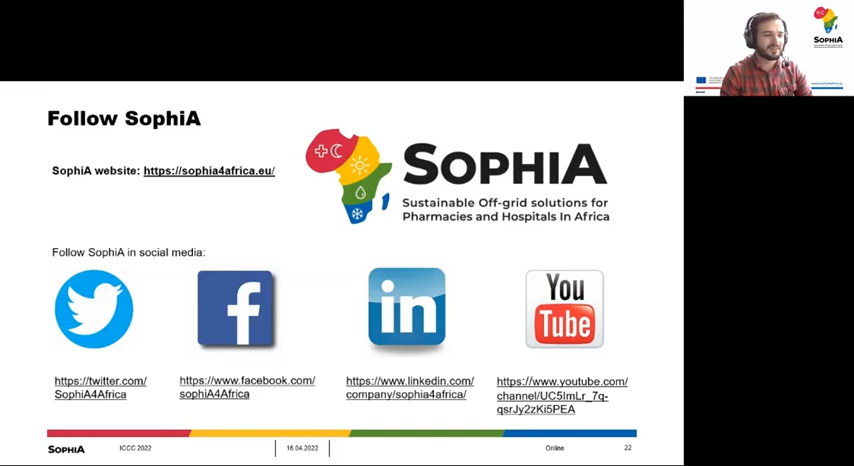 SOPHIA
Follow SophiA
SophiA website: https://sophia4africa.eu/
SOPHIA
Sustainable Off-grid solutions for
Pharmacies and Hospitals In Africa
Follow SophiA in social media:
You
Tube
https://twitter.com/
SophiA4Africa
https://www.facebook.com/
sophiA4Africa
https://www.linkedin.com/
company/sophia4africa/
https://www.youtube.com/
channel/UC5ImLr_7q-
qsrJy2zKi5PEA
SOPHIA
ICCC 2022
16.04.2022
Online
22